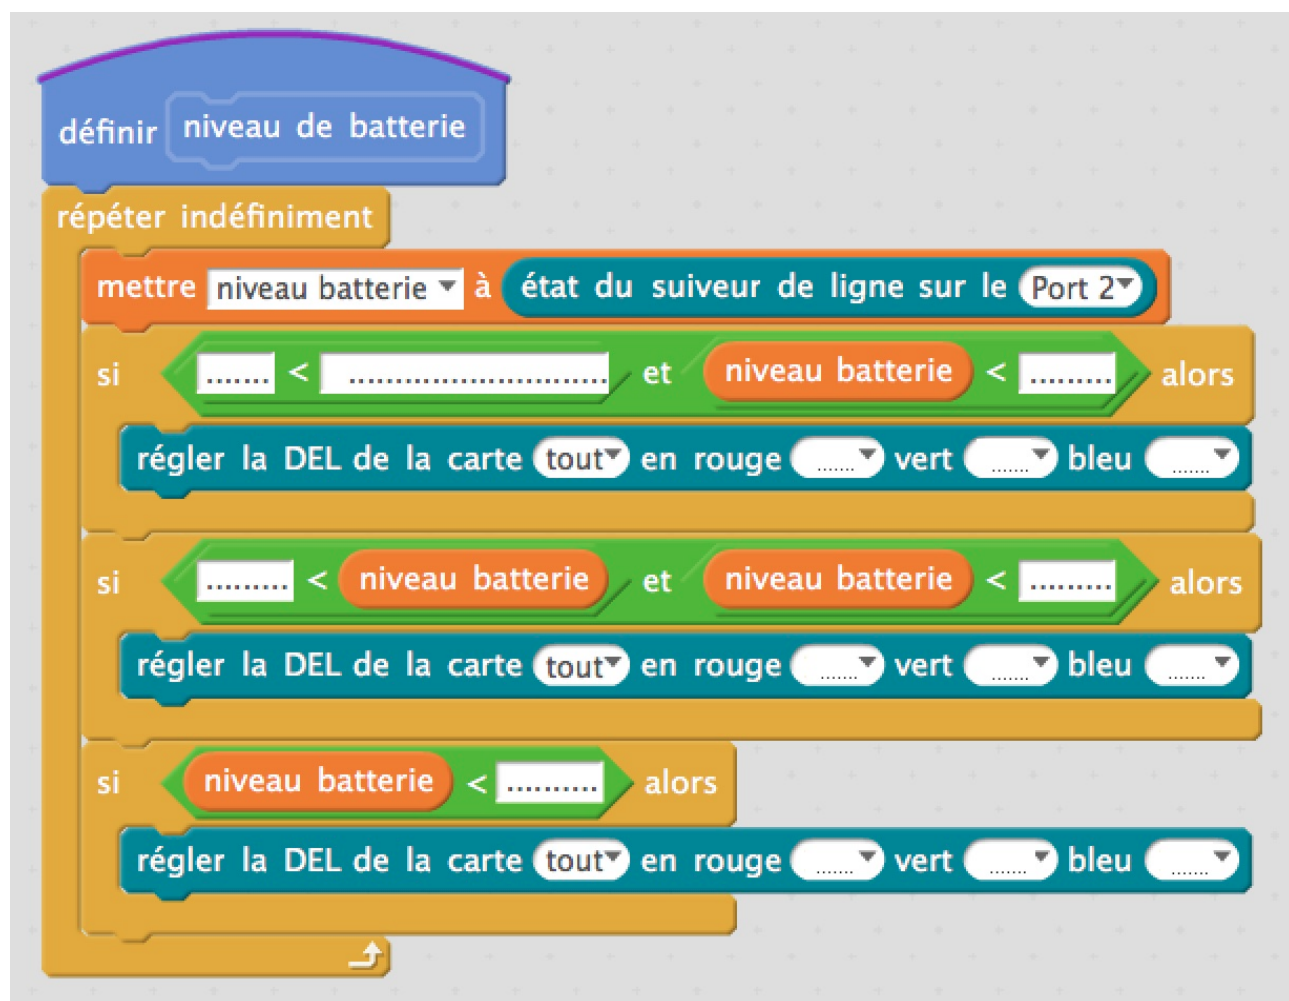 définir niveau de batterie
répéter indéfiniment
mettre niveau batterie à état du suiveur de ligne sur le Port 2
si ....... < ............................ et niveau batterie < ......... alors
régler la DEL de la carte tout en rouge ....... vert ....... bleu .......
si ......... < niveau batterie et niveau batterie < ......... alors
régler la DEL de la carte tout en rouge ....... vert ....... bleu .......
si niveau batterie < .......... alors
régler la DEL de la carte tout en rouge ....... vert ....... bleu .......